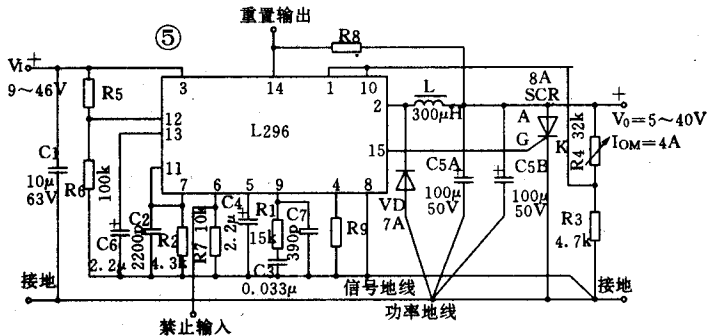 重置输出
⑤
R8
8A
SCR
VI
+
9~46V
R5
3
14
1
10
L
300μH
2
A
+
V0=5~40V
IOM=4A
12
13
L296
15
G
K
R4 32k
C1
10μ
63V
R6
100k
11
7
6
5
9
4
8
C5A
100μ
50V
C5B
100μ
50V
VD
7A
C6
2.2μ
C2
2200p
R2
4.3k
R7 10k
C4
2.2μ
R1
15k
C7
390p
C3
0.033μ
R9
R3
4.7k
接地
信号地线
接地
禁止输入
功率地线